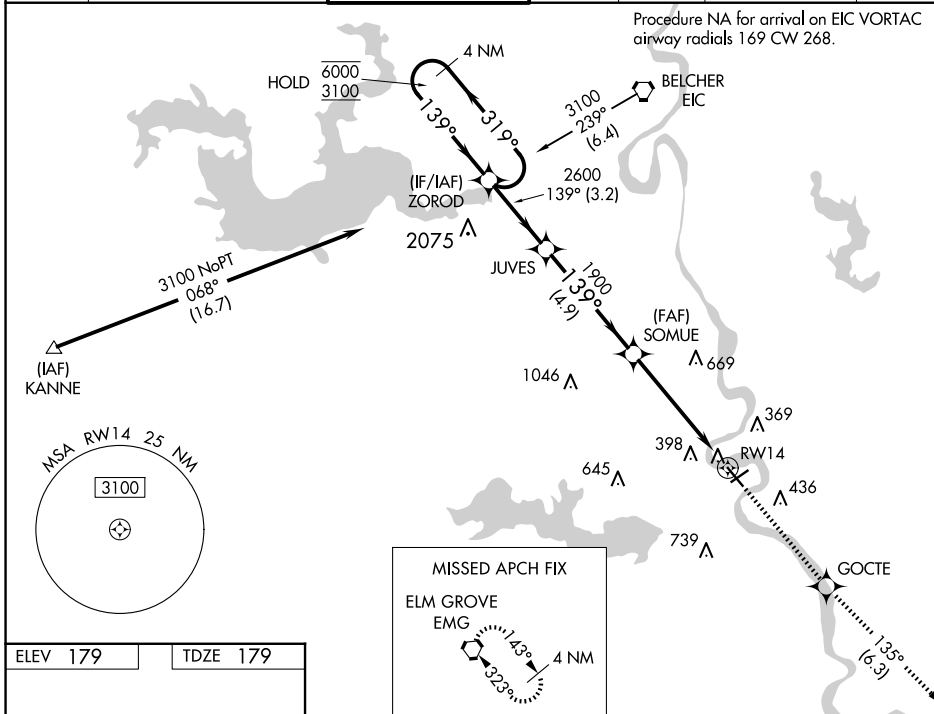 Procedure NA for arrival on EIC VORTAC
airway radials 169 CW 268.
4 NM
HOLD
6000
3100
139°
319°
BELCHER
EIC
3100
239°
(6.4)
(IF/IAF)
ZOROD
2600
139° (3.2)
2075
JUVES
1900
139°
(4.9)
3100 NoPT
068°
(16.7)
(IAF)
KANNE
(FAF)
SOMUE
669
1046
369
398
RW14
645
436
739
MSA RW14 25 NM
3100
GOCTE
135°
(6.3)
MISSED APCH FIX
ELM GROVE
EMG
143°
323°
4 NM
ELEV 179
TDZE 179